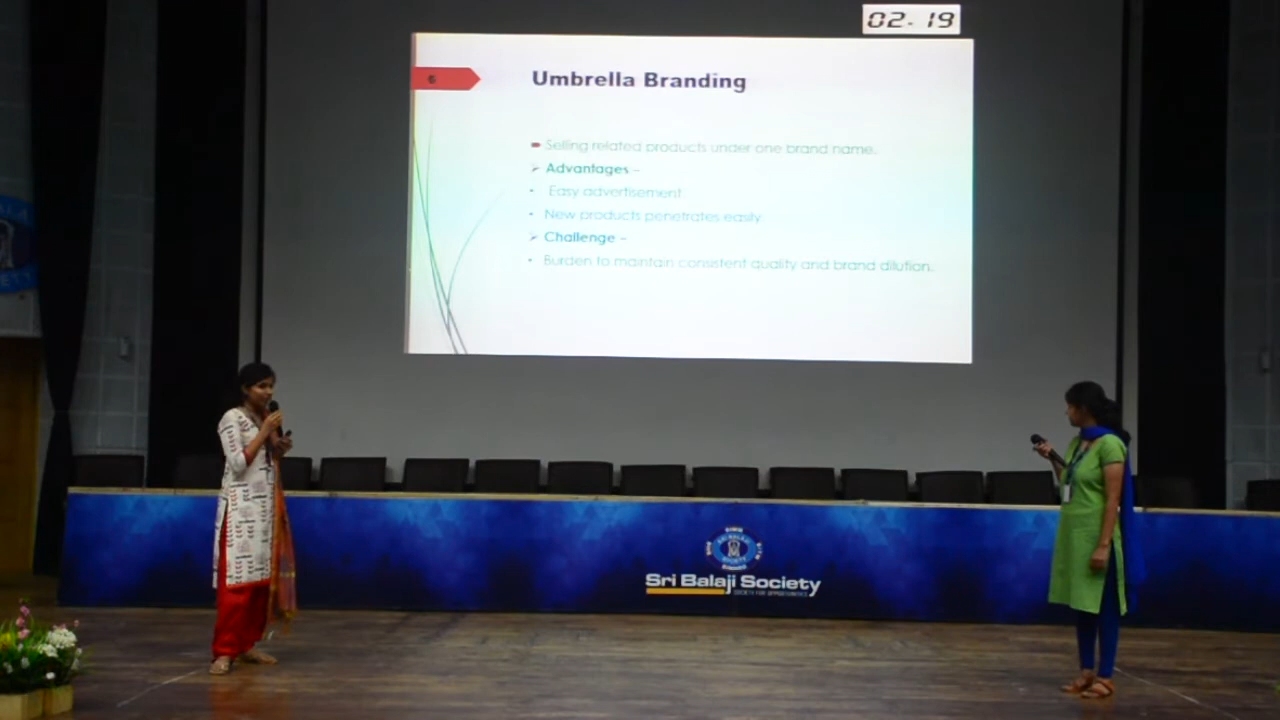 02-19
6
Umbrella Branding
Selling related products under one brand name.
Advantages –
Easy advertisement
New products penetrates easily
Challenge –
Burden to maintain consistent quality and brand dilution.
Sri Balaji Society